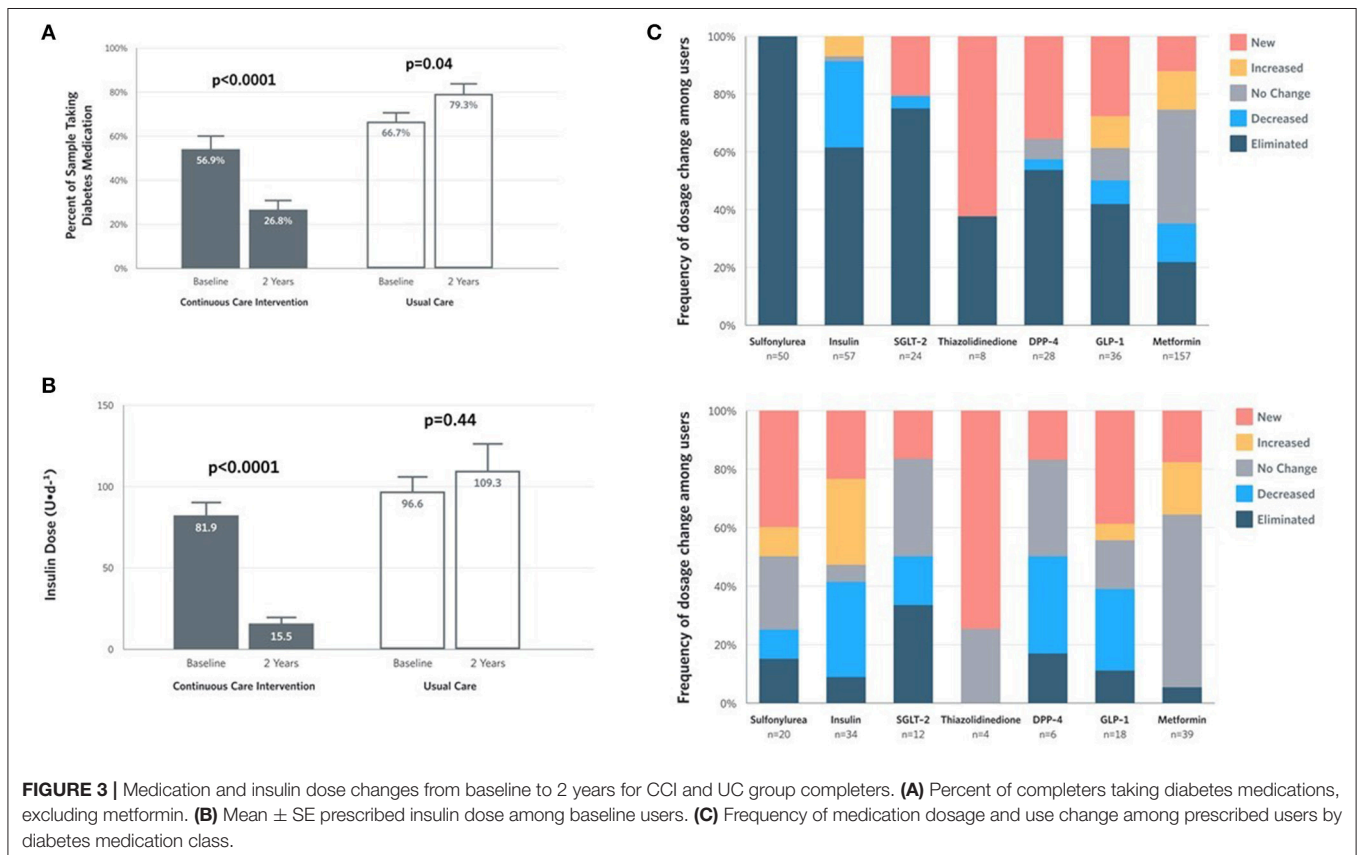 A
100%
80%
60%
40%
20%
0%
Percent of Sample Taking
Diabetes Medication
p<0.0001
p=0.04
56.9%
26.8%
66.7%
79.3%
Baseline
2 Years
Baseline
2 Years
Continuous Care Intervention
Usual Care
B
150
100
50
0
Insulin Dose (U•d-¹)
p<0.0001
p=0.44
81.9
15.5
96.6
109.3
Baseline
2 Years
Baseline
2 Years
Continuous Care Intervention
Usual Care
C
100%
80%
60%
40%
20%
0%
Frequency of dosage change among users
Sulfonylurea
n=50
Insulin
n=57
SGLT-2
n=24
Thiazolidinedione
n=8
DPP-4
n=28
GLP-1
n=36
Metformin
n=157
New
Increased
No Change
Decreased
Eliminated
100%
80%
60%
40%
20%
0%
Frequency of dosage change among users
Sulfonylurea
n=20
Insulin
n=34
SGLT-2
n=12
Thiazolidinedione
n=4
DPP-4
n=6
GLP-1
n=18
Metformin
n=39
New
Increased
No Change
Decreased
Eliminated
FIGURE 3 | Medication and insulin dose changes from baseline to 2 years for CCI and UC group completers. (A) Percent of completers taking diabetes medications,
excluding metformin. (B) Mean ± SE prescribed insulin dose among baseline users. (C) Frequency of medication dosage and use change among prescribed users by
diabetes medication class.